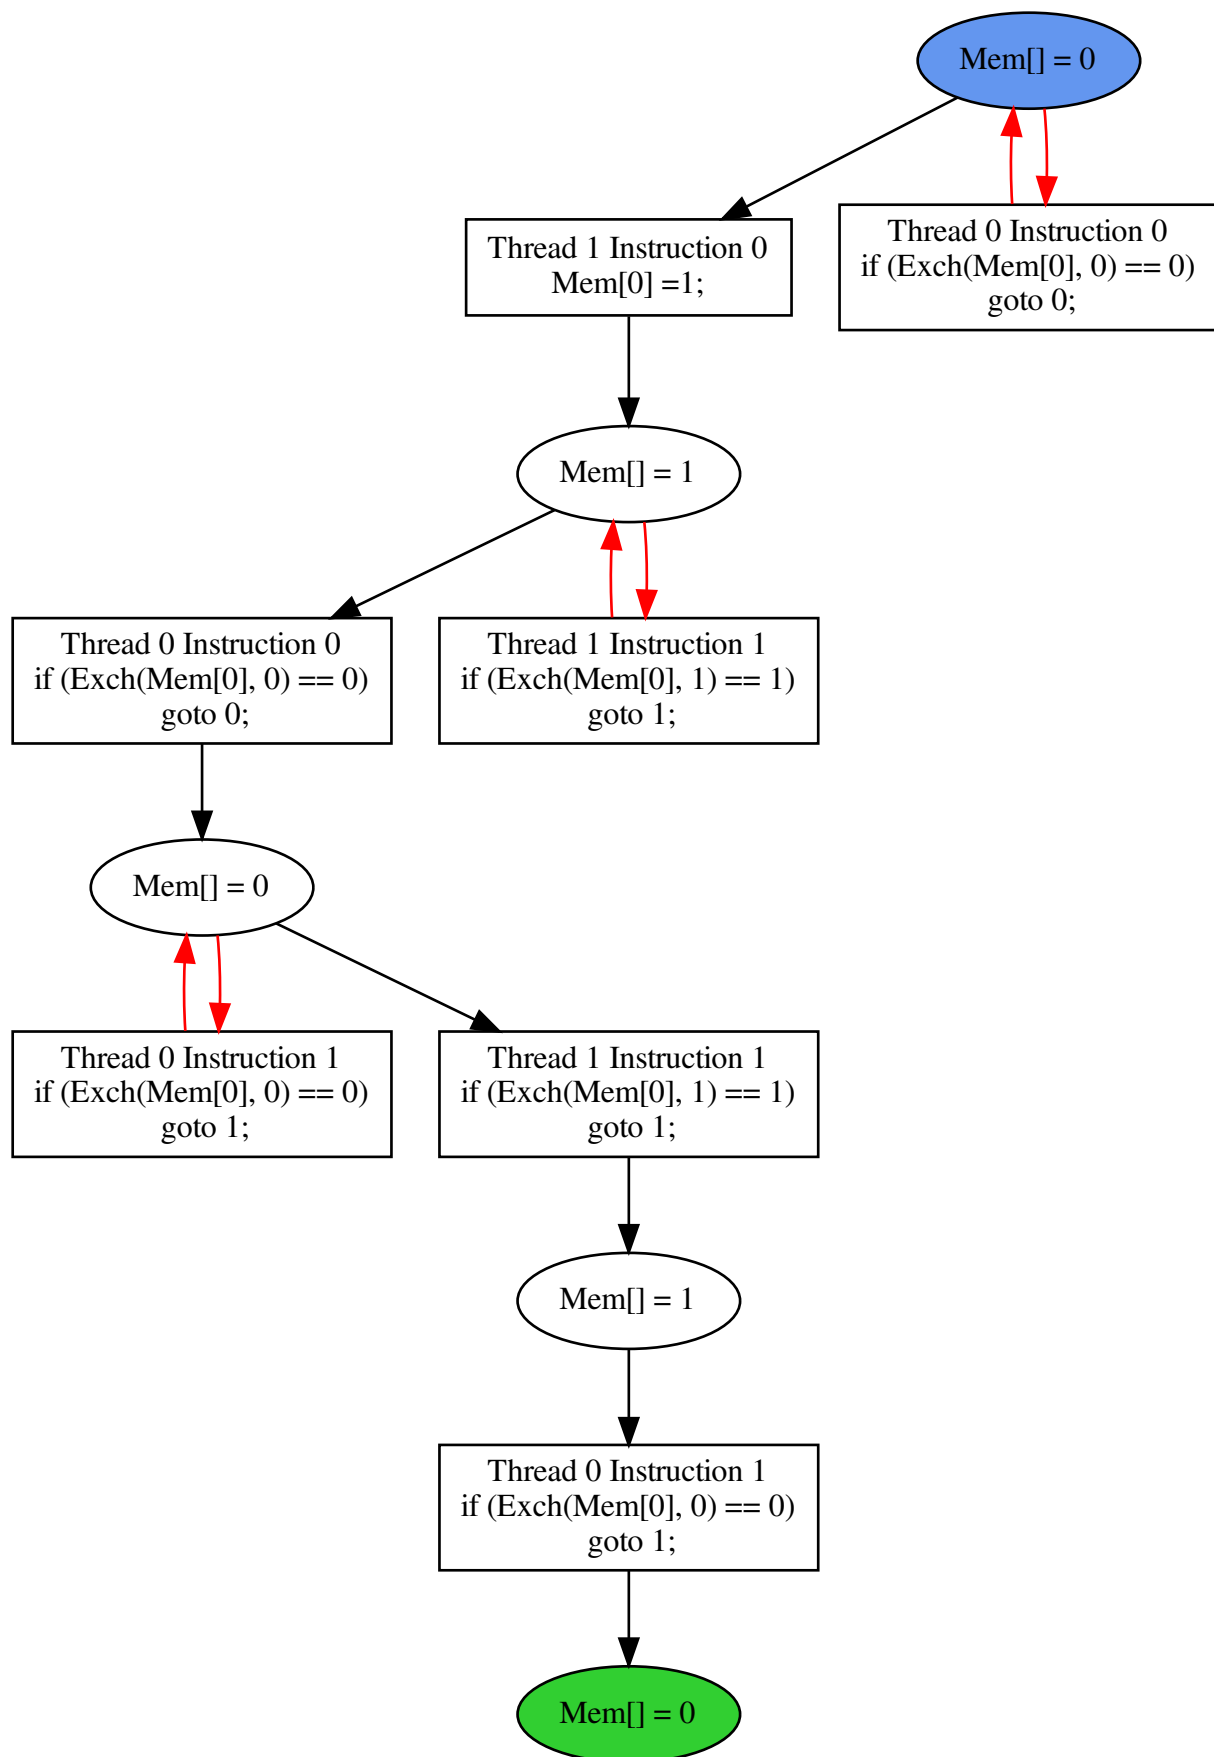 Mem[] = 0
Thread 1 Instruction 0
Mem[0] =1;
Thread 0 Instruction 0
if (Exch(Mem[0], 0) == 0)
goto 0;
Mem[] = 1
Thread 0 Instruction 0
if (Exch(Mem[0], 0) == 0)
goto 0;
Thread 1 Instruction 1
if (Exch(Mem[0], 1) == 1)
goto 1;
Mem[] = 0
Thread 0 Instruction 1
if (Exch(Mem[0], 0) == 0)
goto 1;
Thread 1 Instruction 1
if (Exch(Mem[0], 1) == 1)
goto 1;
Mem[] = 1
Thread 0 Instruction 1
if (Exch(Mem[0], 0) == 0)
goto 1;
Mem[] = 0